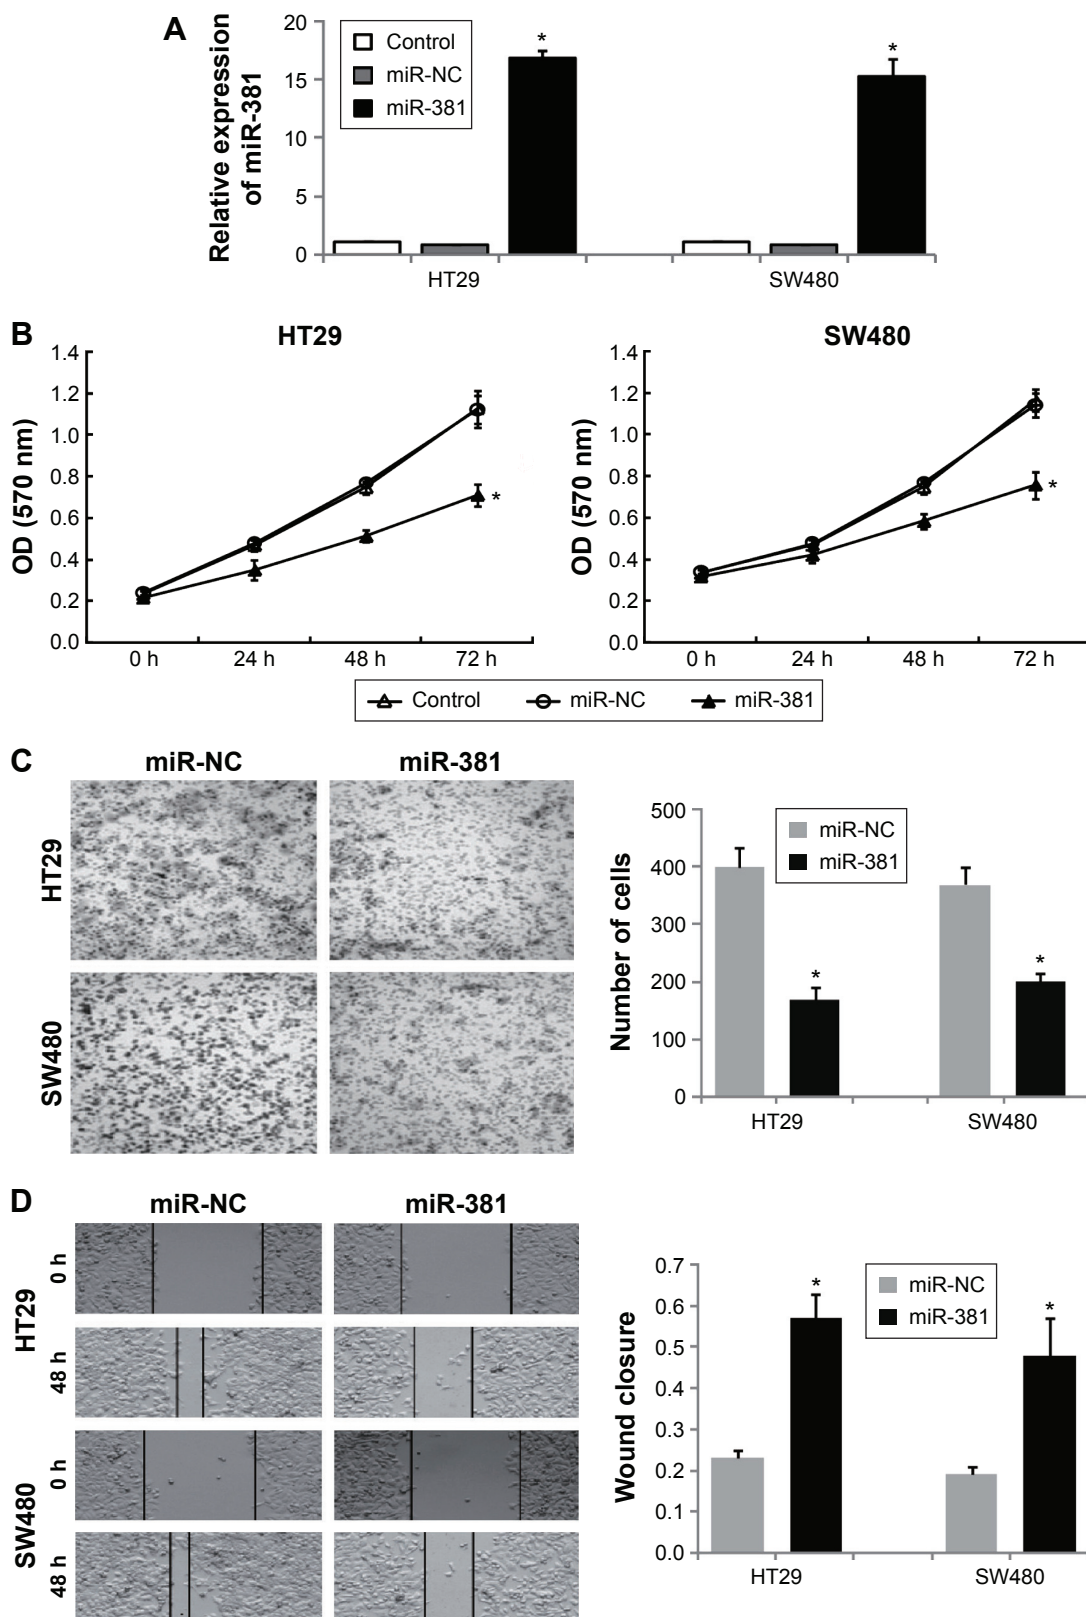 A
Relative expression
of miR-381
20
15
10
5
0
Control
miR-NC
miR-381
*
*
HT29
SW480
B
HT29
SW480
OD (570 nm)
1.4
1.2
1.0
0.8
0.6
0.4
0.2
0.0
*
0 h
24 h
48 h
72 h
OD (570 nm)
1.4
1.2
1.0
0.8
0.6
0.4
0.2
0.0
*
0 h
24 h
48 h
72 h
Control
miR-NC
miR-381
C
miR-NC
miR-381
HT29
SW480
Number of cells
500
400
300
200
100
0
miR-NC
miR-381
*
*
HT29
SW480
D
miR-NC
miR-381
HT29
0 h
48 h
SW480
0 h
48 h
Wound closure
0.7
0.6
0.5
0.4
0.3
0.2
0.1
0.0
miR-NC
miR-381
*
*
HT29
SW480